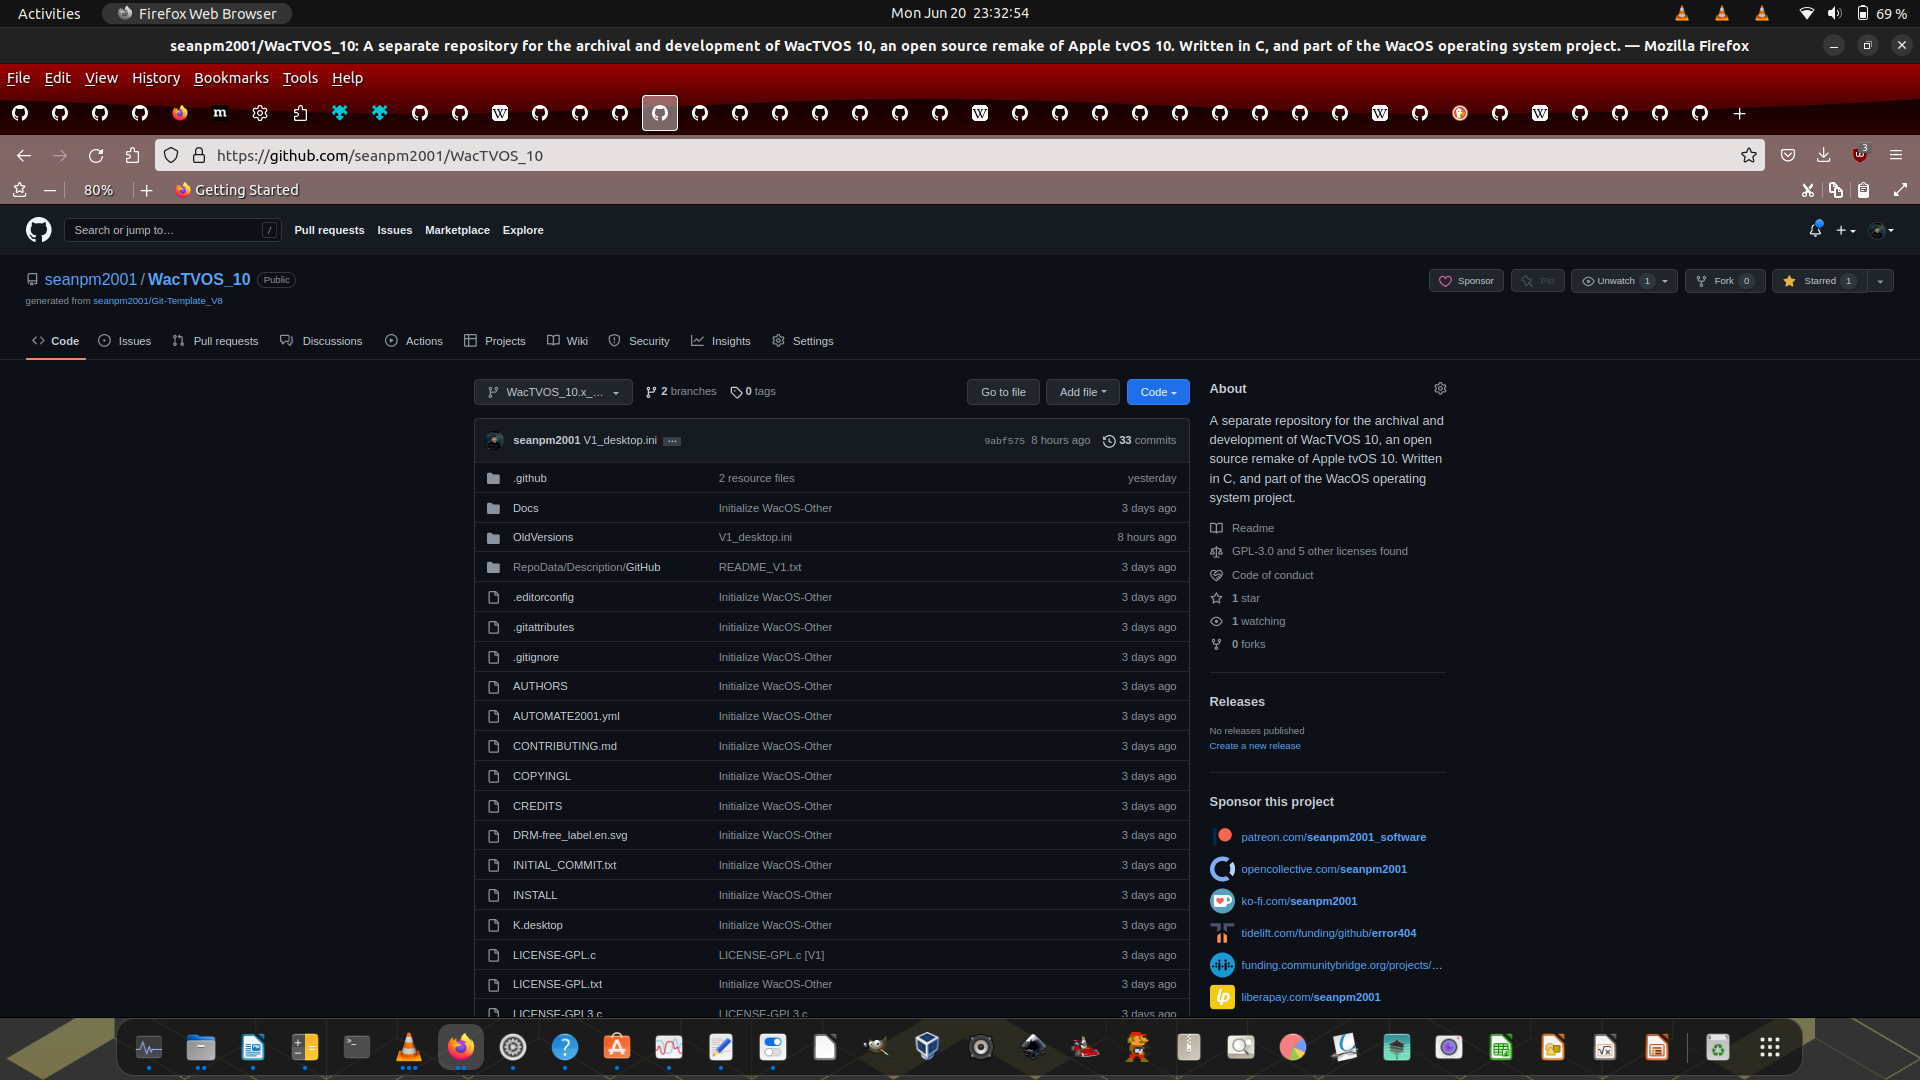 Activities
Firefox Web Browser
Mon Jun 20 23:32:54
69 %
seanpm2001/WacTVOS_10: A separate repository for the archival and development of WacTVOS 10, an open source remake of Apple tvOS 10. Written in C, and part of the WacOS operating system project. — Mozilla Firefox
File Edit View History Bookmarks Tools Help
https://github.com/seanpm2001/WacTVOS_10
3
80%
Getting Started
Search or jump to…
/
Pull requests Issues Marketplace Explore
seanpm2001 / WacTVOS_10
Public
generated from seanpm2001/Git-Template_V8
Sponsor
Pin
Unwatch 1
Fork 0
Starred 1
Code
Issues
Pull requests
Discussions
Actions
Projects
Wiki
Security
Insights
Settings
WacTVOS_10.x_...
2 branches
0 tags
Go to file
Add file
Code
seanpm2001 V1_desktop.ini ...
9abf575 8 hours ago
33 commits
.github 2 resource files yesterday
Docs Initialize WacOS-Other 3 days ago
OldVersions V1_desktop.ini 8 hours ago
RepoData/Description/GitHub README_V1.txt 3 days ago
.editorconfig Initialize WacOS-Other 3 days ago
.gitattributes Initialize WacOS-Other 3 days ago
.gitignore Initialize WacOS-Other 3 days ago
AUTHORS Initialize WacOS-Other 3 days ago
AUTOMATE2001.yml Initialize WacOS-Other 3 days ago
CONTRIBUTING.md Initialize WacOS-Other 3 days ago
COPYINGL Initialize WacOS-Other 3 days ago
CREDITS Initialize WacOS-Other 3 days ago
DRM-free_label.en.svg Initialize WacOS-Other 3 days ago
INITIAL_COMMIT.txt Initialize WacOS-Other 3 days ago
INSTALL Initialize WacOS-Other 3 days ago
K.desktop Initialize WacOS-Other 3 days ago
LICENSE-GPL.c LICENSE-GPL.c [V1] 3 days ago
LICENSE-GPL.txt Initialize WacOS-Other 3 days ago
LICENSE-GPL3.c LICENSE-GPL3.c 3 days ago
About
A separate repository for the archival and
development of WacTVOS 10, an open
source remake of Apple tvOS 10. Written
in C, and part of the WacOS operating
system project.
Readme
GPL-3.0 and 5 other licenses found
Code of conduct
1 star
1 watching
0 forks
Releases
No releases published
Create a new release
Sponsor this project
patreon.com/seanpm2001_software
opencollective.com/seanpm2001
ko-fi.com/seanpm2001
tidelift.com/funding/github/error404
funding.communitybridge.org/projects/...
lp
liberapay.com/seanpm2001